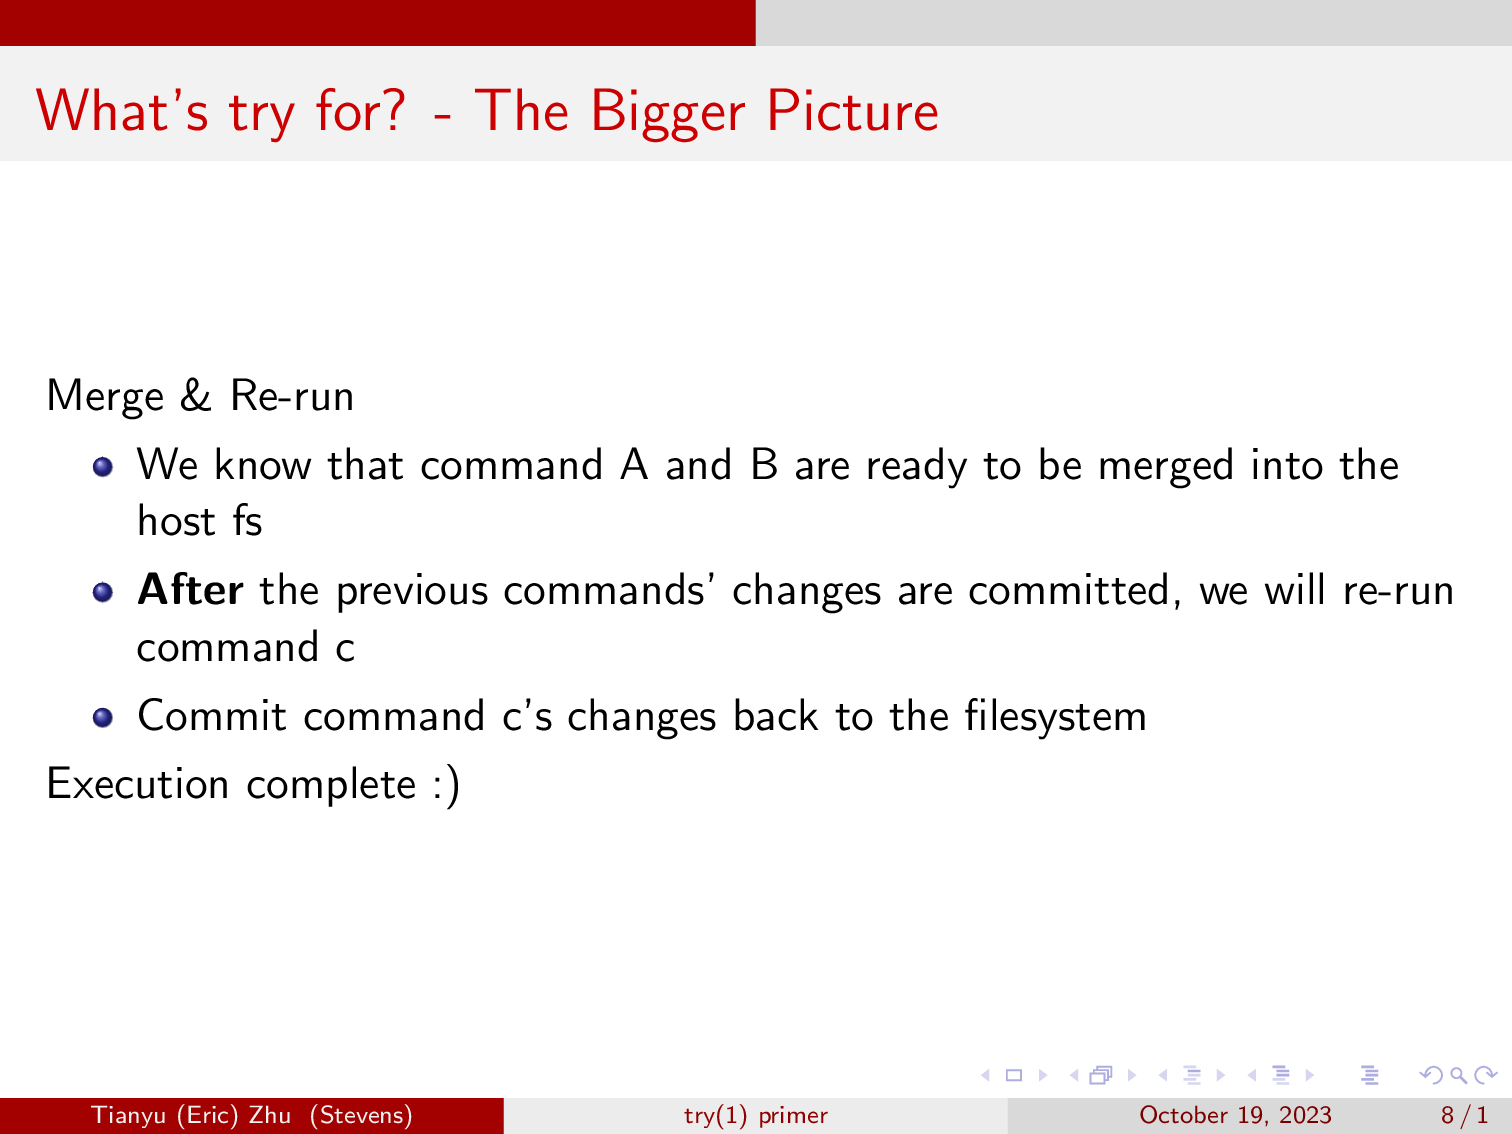 What's try for? - The Bigger Picture
Merge & Re-run
We know that command A and B are ready to be merged into the
host fs
After the previous commands' changes are committed, we will re-run
command c
Commit command c's changes back to the filesystem
Execution complete :)
Tianyu (Eric) Zhu (Stevens)
try(1) primer
October 19, 2023
8 / 1